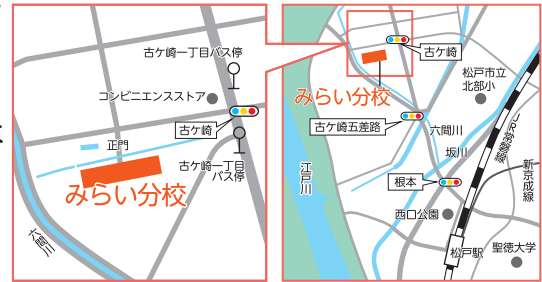 古ケ崎一丁目バス停
コンビニエンスストア
古ケ崎
正門
古ケ崎一丁目
バス停
みらい分校
六間川
古ケ崎
松戸市立
北部小
みらい分校
古ケ崎五差路
六間川
坂川
JR常磐線
江戸川
根本
新京成線
西口公園
松戸駅
聖徳大学